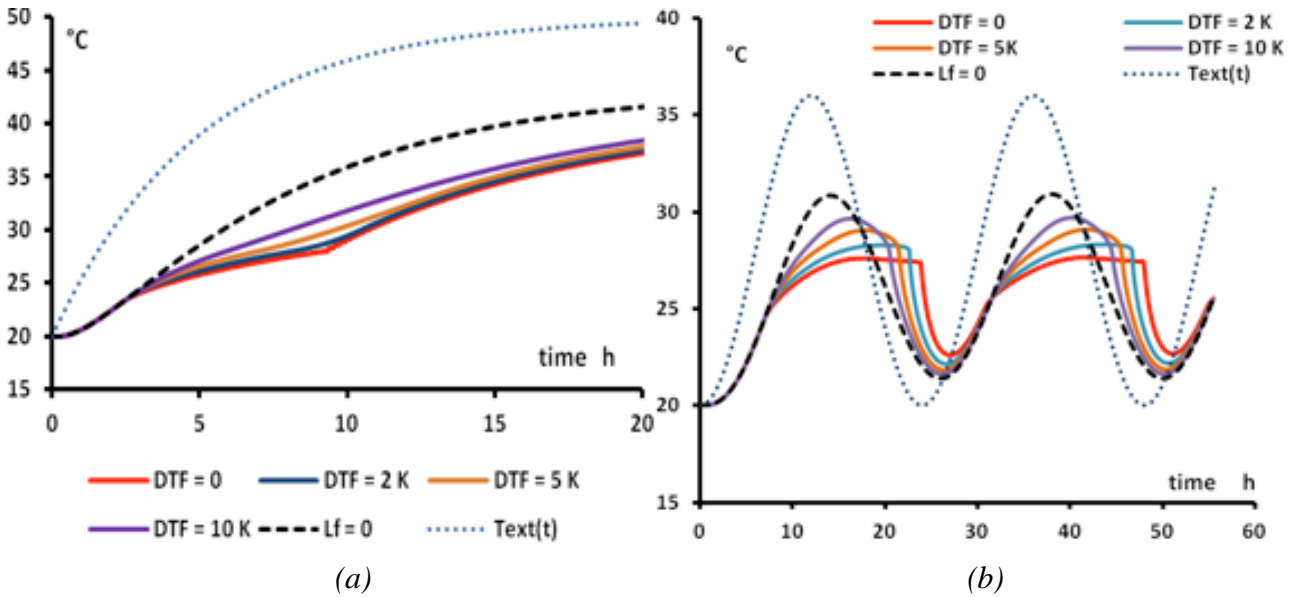 50
°C
45
40
35
30
25
20
15
time h
0 5 10 15 20
DTF = 0 DTF = 2 K DTF = 5 K
DTF = 10 K Lf = 0 Text(t)
(a)
40
°C
35
30
25
20
15
DTF = 0 DTF = 2 K
DTF = 5K DTF = 10 K
Lf = 0 Text(t)
time h
0 10 20 30 40 50 60
(b)